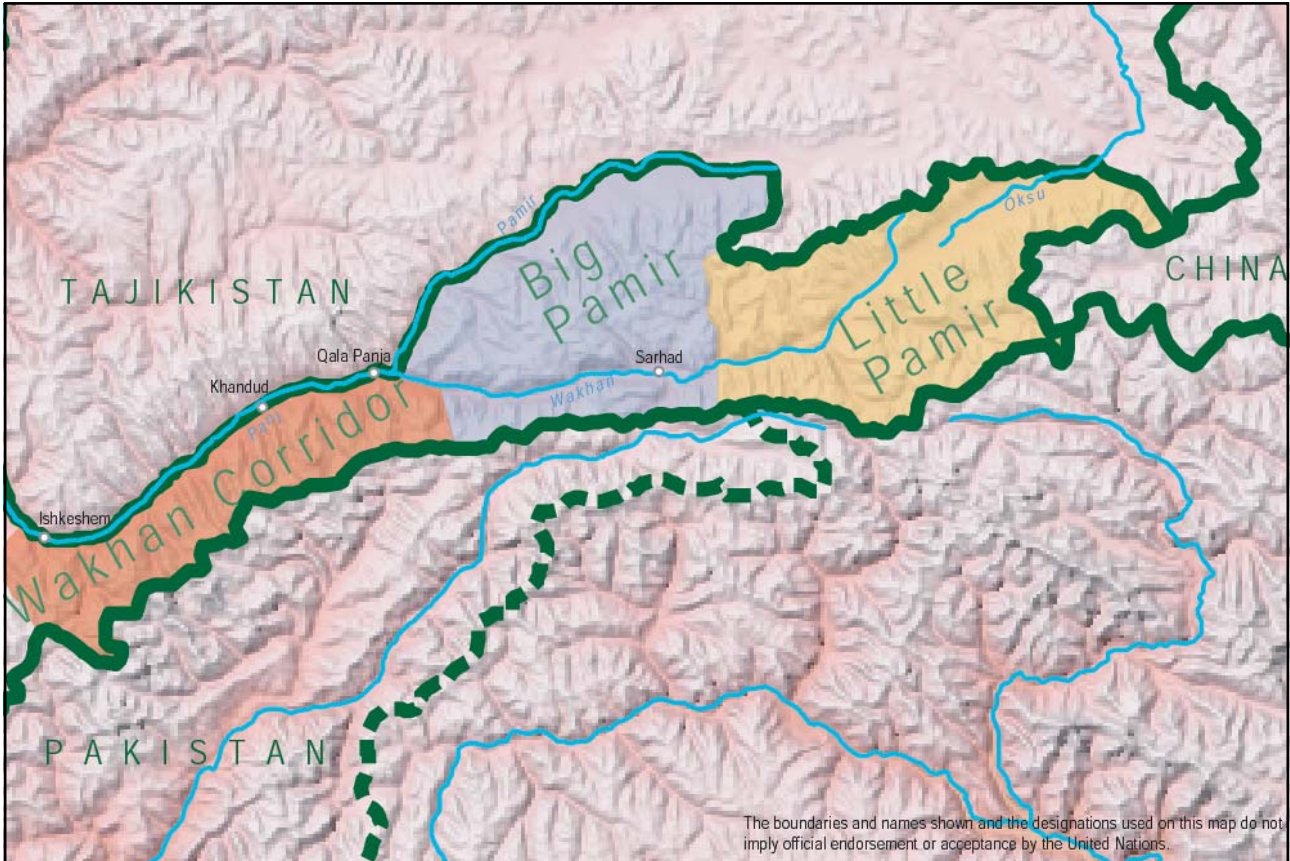 Pamir
Oksu
Big
Pamir
CHINA
TAJIKISTAN
Little
Pamir
Qala Panja
Sarhad
Khandud
Wakhan
Panj
Wakhan Corridor
Ishkeshem
PAKISTAN
The boundaries and names shown and the designations used on this map do not
imply official endorsement or acceptance by the United Nations.